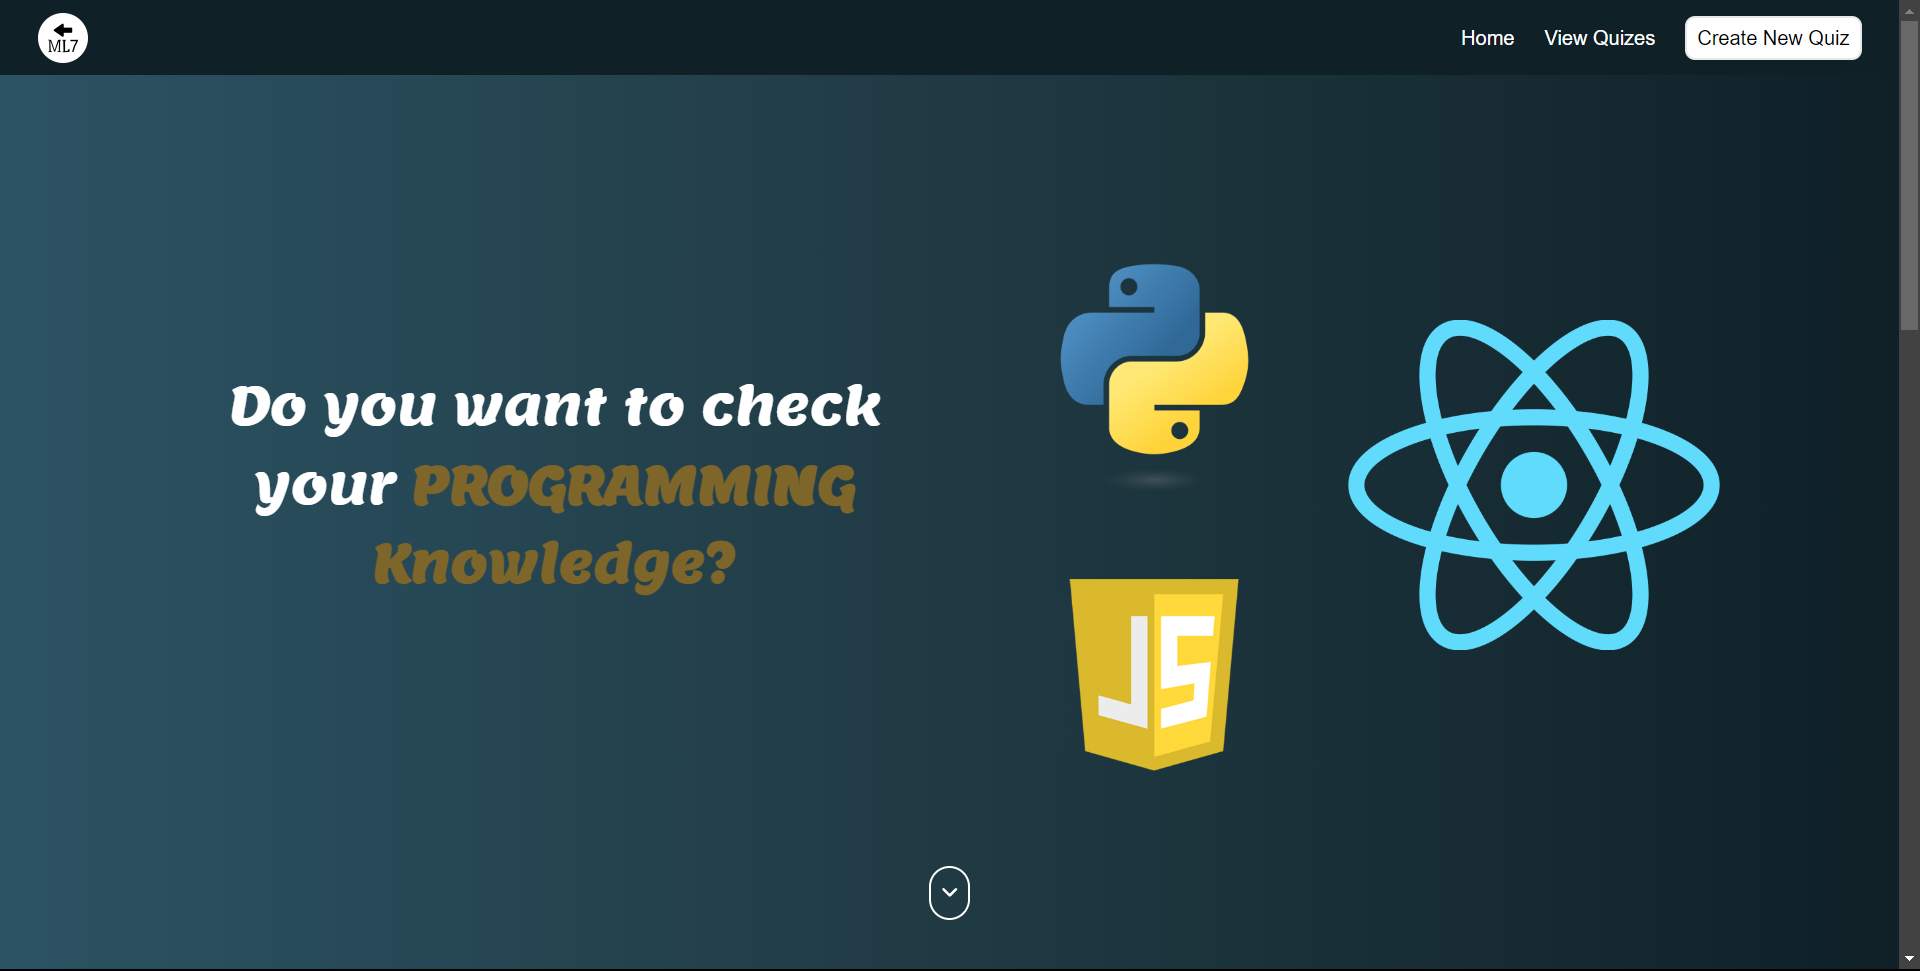 ML7
Home
View Quizes
Create New Quiz
Do you want to check
your PROGRAMMING
Knowledge?
JS